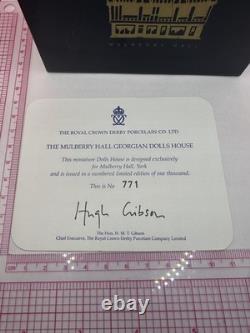 MULBERRY HALL
THE ROYAL CROWN DERBY PORCELAIN CO. LTD
THE MULBERRY HALL GEORGIAN DOLLS HOUSE
This miniature Dolls House is designed exclusively
for Mulberry Hall, York
and is issued in a numbered limited edition of one thousand.
This is No 771
Hugh Gibson
The Hon. H. M. T. Gibson
Chief Executive, The Royal Crown Derby Porcelain Company Limited